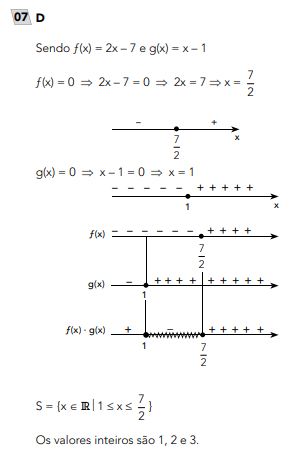 07 D
Sendo f(x) = 2x – 7 e g(x) = x – 1
f(x) = 0 ⇒ 2x – 7 = 0 ⇒ 2x = 7 ⇒ x = 7/2
– +
7/2 x
g(x) = 0 ⇒ x – 1 = 0 ⇒ x = 1
– – – – – – + + + + +
1 x
f(x) – – – – – – + + + +
7/2
g(x) – + + + + + + + + + +
1
f(x) · g(x) + – + + + + +
1 7/2
S = {x ∈ ℝ | 1 ≤ x ≤ 7/2}
Os valores inteiros são 1, 2 e 3.